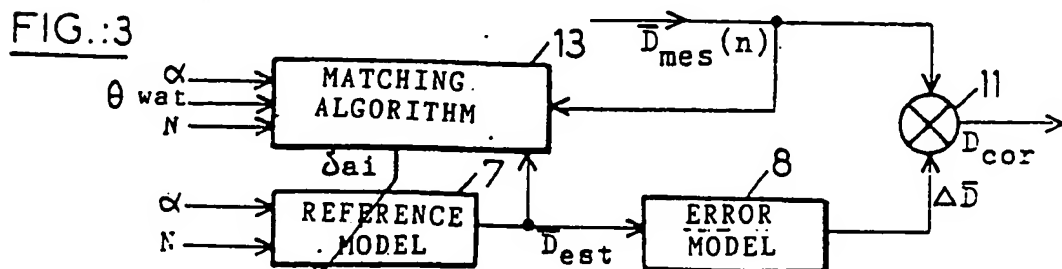 FIG.:3
13
D̅mes(n)
α
θ wat
N
MATCHING
ALGORITHM
11
Dcor
δai
7
8
ΔD̅
α
N
REFERENCE
MODEL
D̅est
ERROR
MODEL